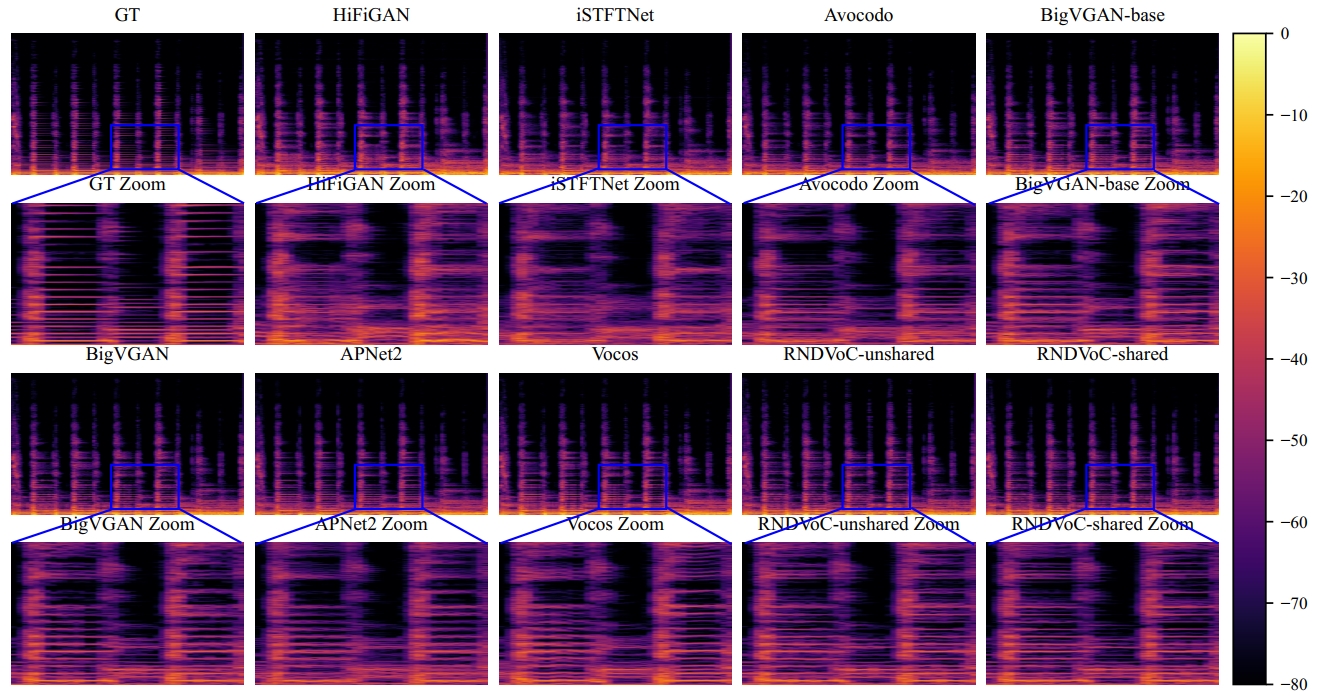 GT HiFiGAN iSTFTNet Avocodo BigVGAN-base
GT Zoom HiFiGAN Zoom iSTFTNet Zoom Avocodo Zoom BigVGAN-base Zoom
BigVGAN APNet2 Vocos RNDVoC-unshared RNDVoC-shared
BigVGAN Zoom APNet2 Zoom Vocos Zoom RNDVoC-unshared Zoom RNDVoC-shared Zoom
0
−10
−20
−30
−40
−50
−60
−70
−80